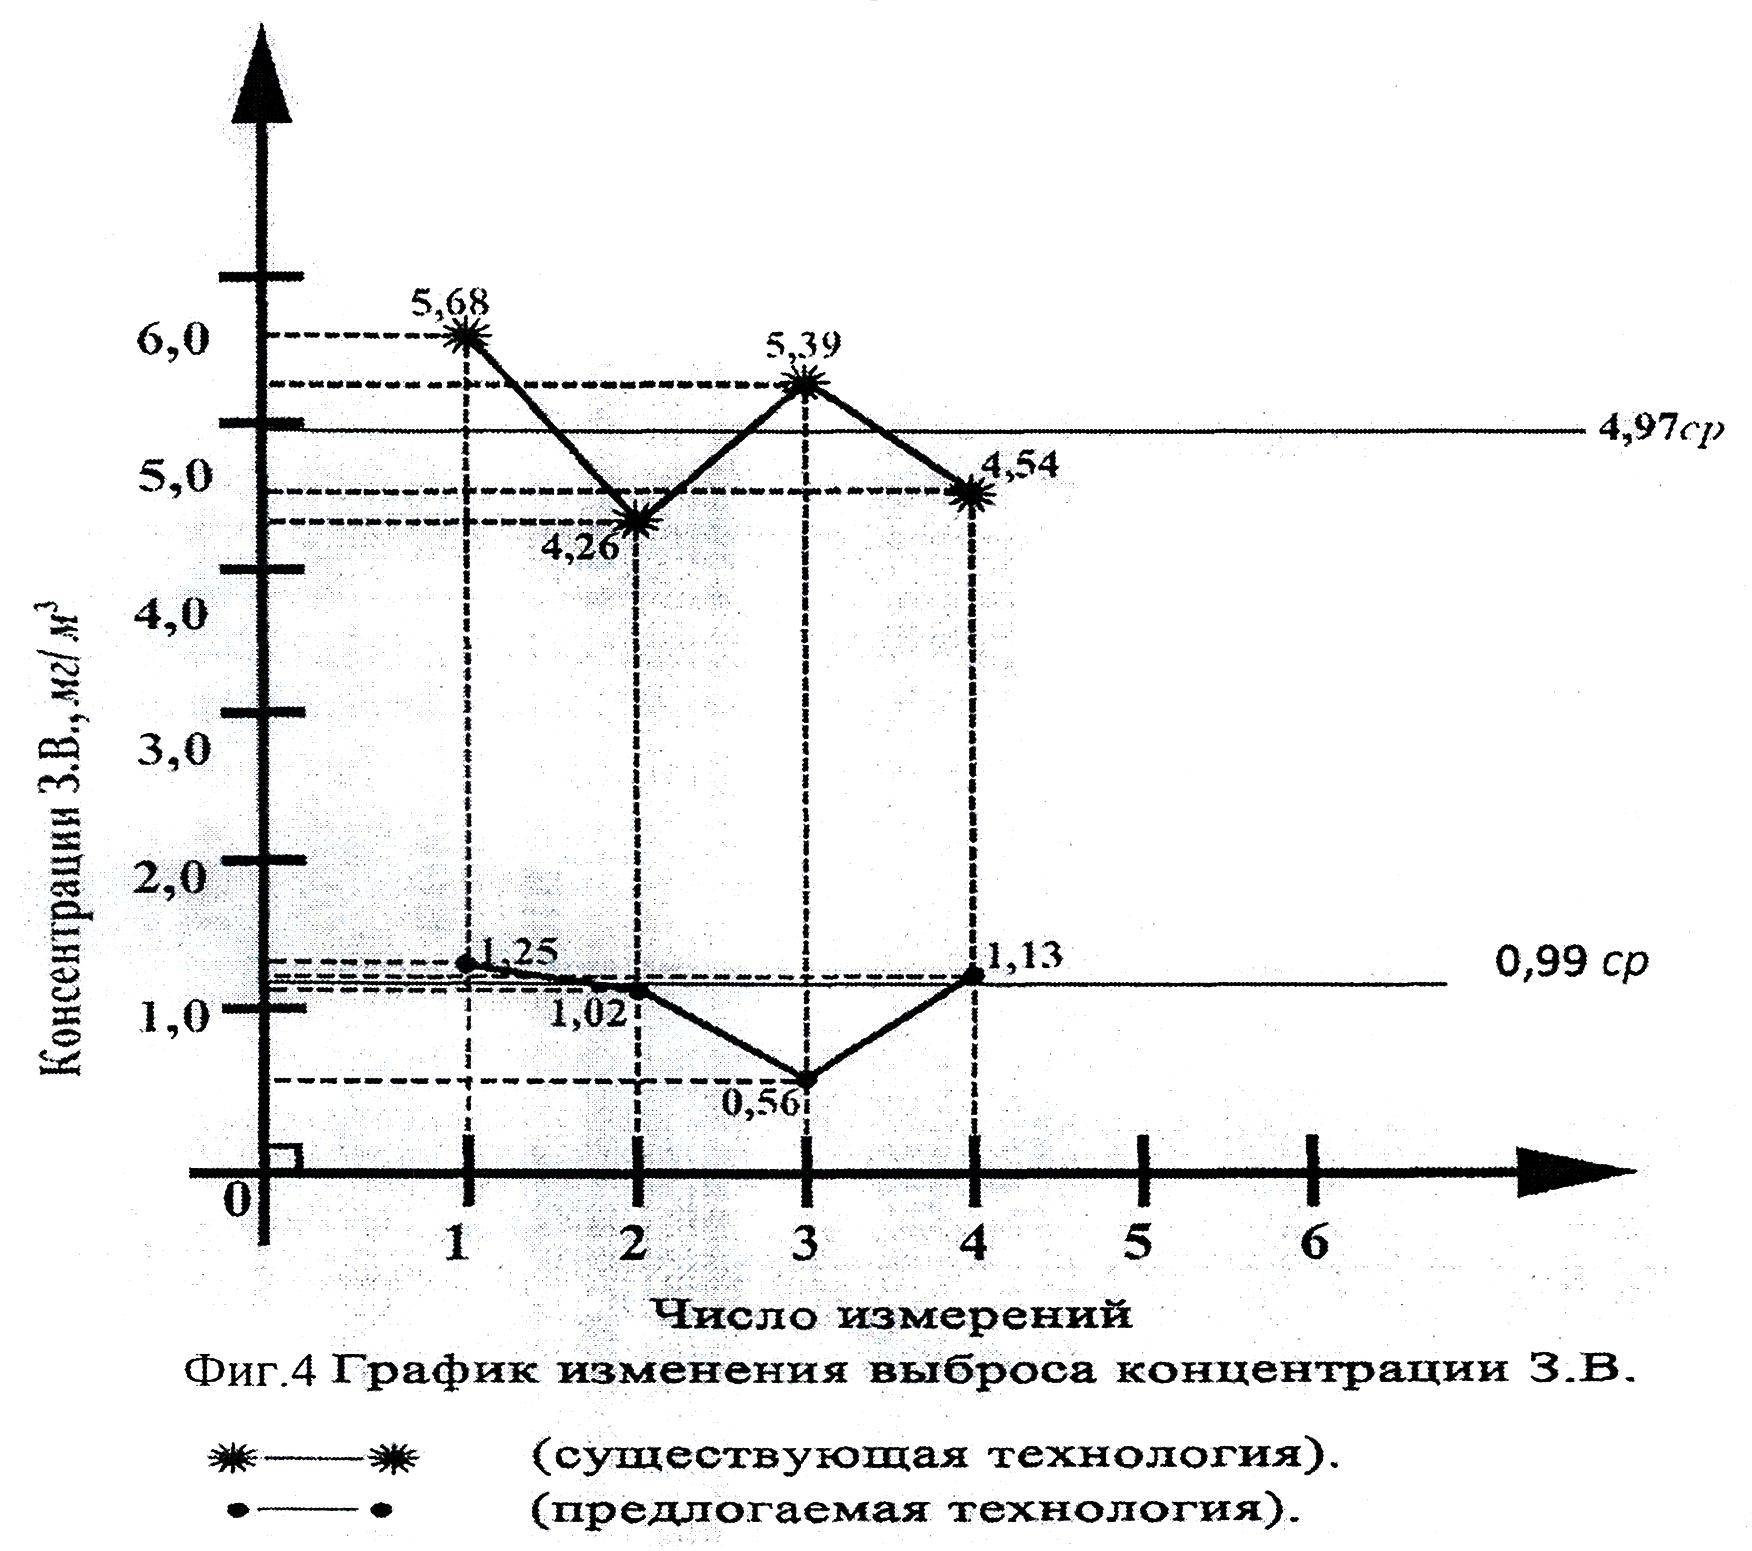 6,0
5,0
4,0
3,0
2,0
1,0
0
Консентрации З.В., мг/ м³
5,68
4,26
5,39
4,54
4,97ср
1,25
1,02
0,56
1,13
0,99 ср
1 2 3 4 5 6
Число измерений
Фиг.4 График изменения выброса концентрации З.В.
(существующая технология).
(предлогаемая технология).